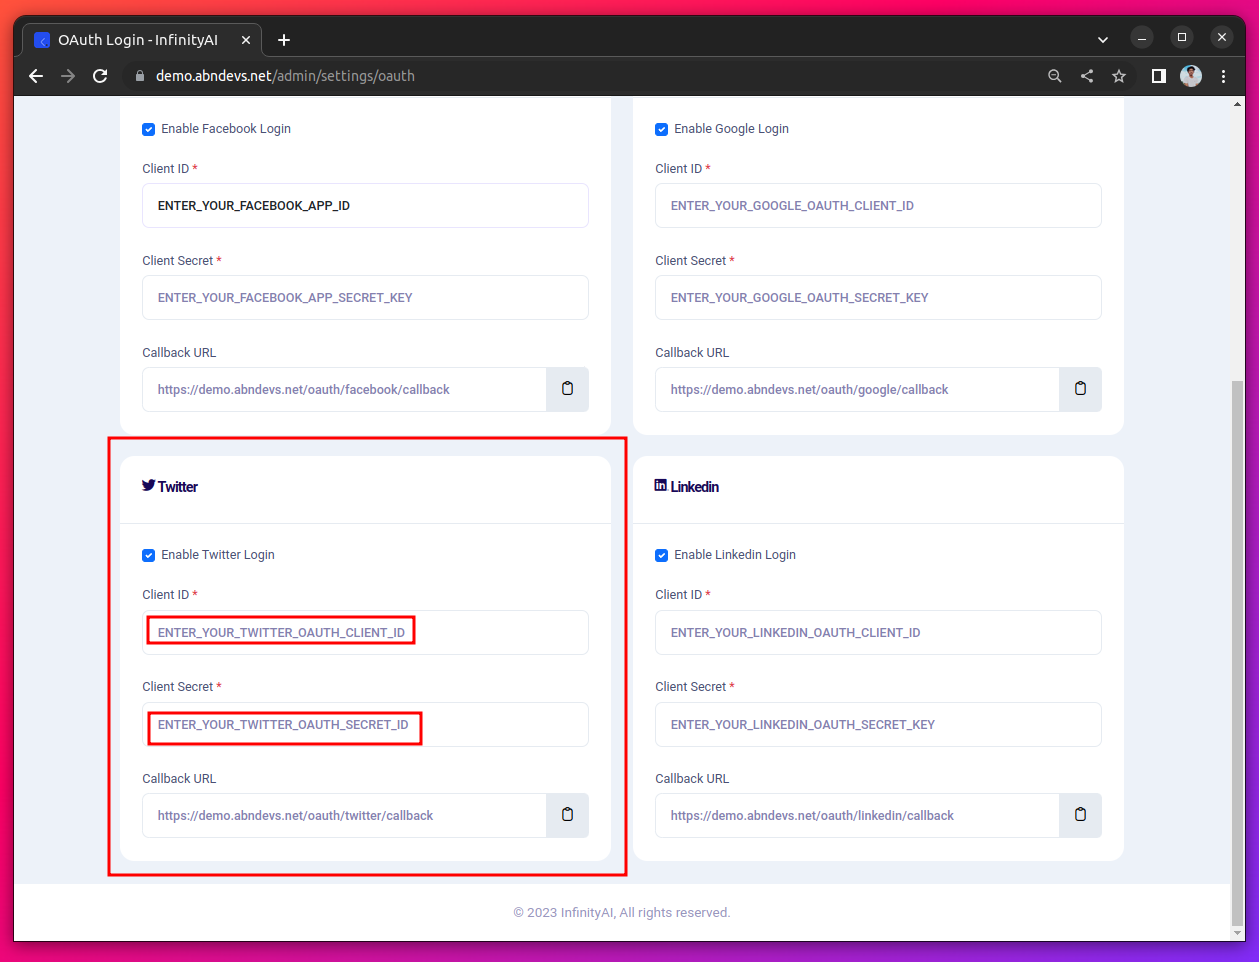 OAuth Login - InfinityAI
demo.abndevs.net/admin/settings/oauth
Enable Facebook Login
Client ID *
ENTER_YOUR_FACEBOOK_APP_ID
Client Secret *
ENTER_YOUR_FACEBOOK_APP_SECRET_KEY
Callback URL
https://demo.abndevs.net/oauth/facebook/callback
Enable Google Login
Client ID *
ENTER_YOUR_GOOGLE_OAUTH_CLIENT_ID
Client Secret *
ENTER_YOUR_GOOGLE_OAUTH_SECRET_KEY
Callback URL
https://demo.abndevs.net/oauth/google/callback
Twitter
Enable Twitter Login
Client ID *
ENTER_YOUR_TWITTER_OAUTH_CLIENT_ID
Client Secret *
ENTER_YOUR_TWITTER_OAUTH_SECRET_ID
Callback URL
https://demo.abndevs.net/oauth/twitter/callback
Linkedin
Enable Linkedin Login
Client ID *
ENTER_YOUR_LINKEDIN_OAUTH_CLIENT_ID
Client Secret *
ENTER_YOUR_LINKEDIN_OAUTH_SECRET_KEY
Callback URL
https://demo.abndevs.net/oauth/linkedin/callback
© 2023 InfinityAI, All rights reserved.